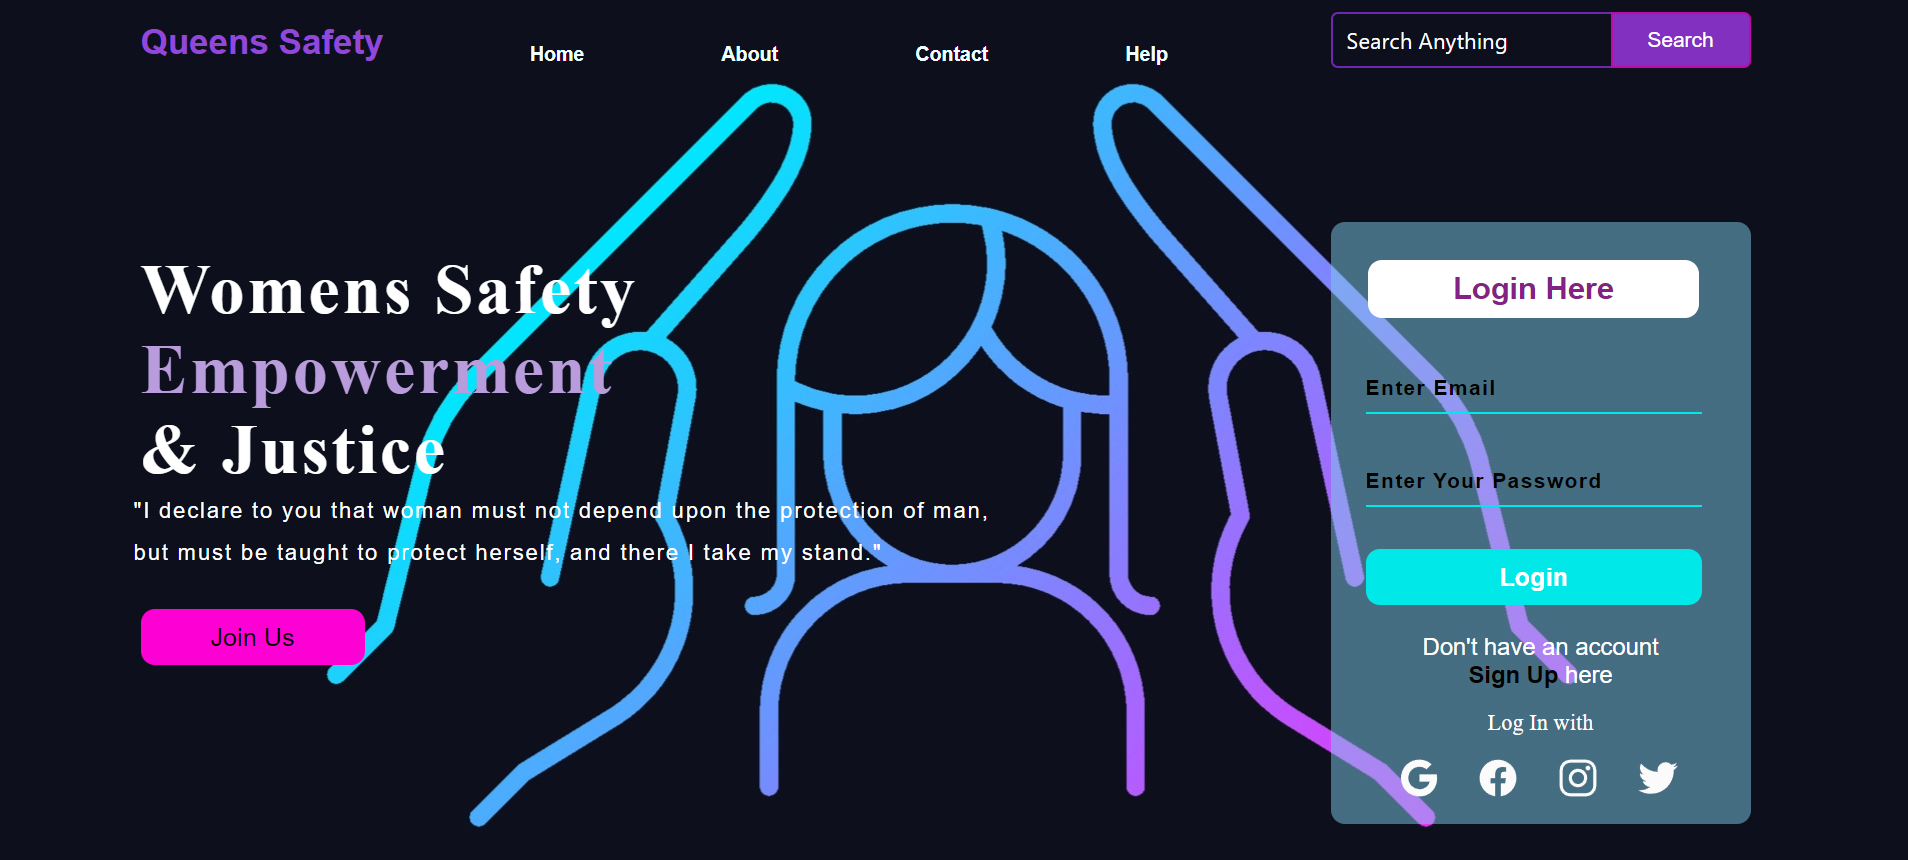 Queens Safety
Home
About
Contact
Help
Search Anything
Search
Womens Safety
Empowerment
& Justice
"I declare to you that woman must not depend upon the protection of man,
but must be taught to protect herself, and there I take my stand."
Join Us
Login Here
Enter Email
Enter Your Password
Login
Don't have an account
Sign Up here
Log In with